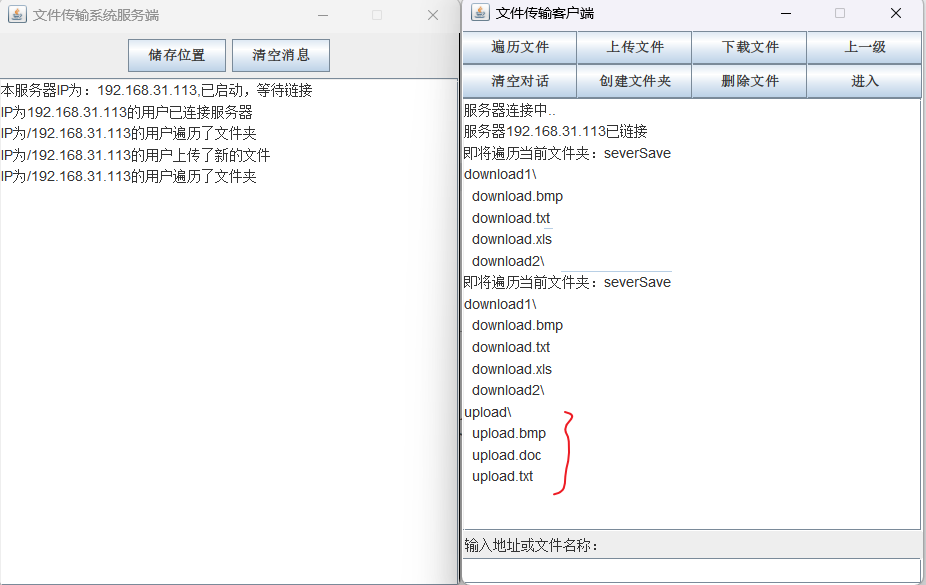 文件传输系统服务端
储存位置
清空消息
本服务器IP为：192.168.31.113,已启动，等待链接
IP为192.168.31.113的用户已连接服务器
IP为/192.168.31.113的用户遍历了文件夹
IP为/192.168.31.113的用户上传了新的文件
IP为/192.168.31.113的用户遍历了文件夹
文件传输客户端
遍历文件
上传文件
下载文件
上一级
清空对话
创建文件夹
删除文件
进入
服务器连接中..
服务器192.168.31.113已链接
即将遍历当前文件夹：severSave
download1\
download.bmp
download.txt
download.xls
download2\
即将遍历当前文件夹：severSave
download1\
download.bmp
download.txt
download.xls
download2\
upload\
upload.bmp
upload.doc
upload.txt
输入地址或文件名称：